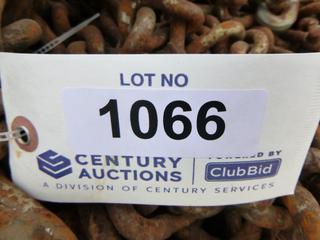 LOT NO
1066
CENTURY
AUCTIONS
POWERED BY
ClubBid
A DIVISION OF CENTURY SERVICES